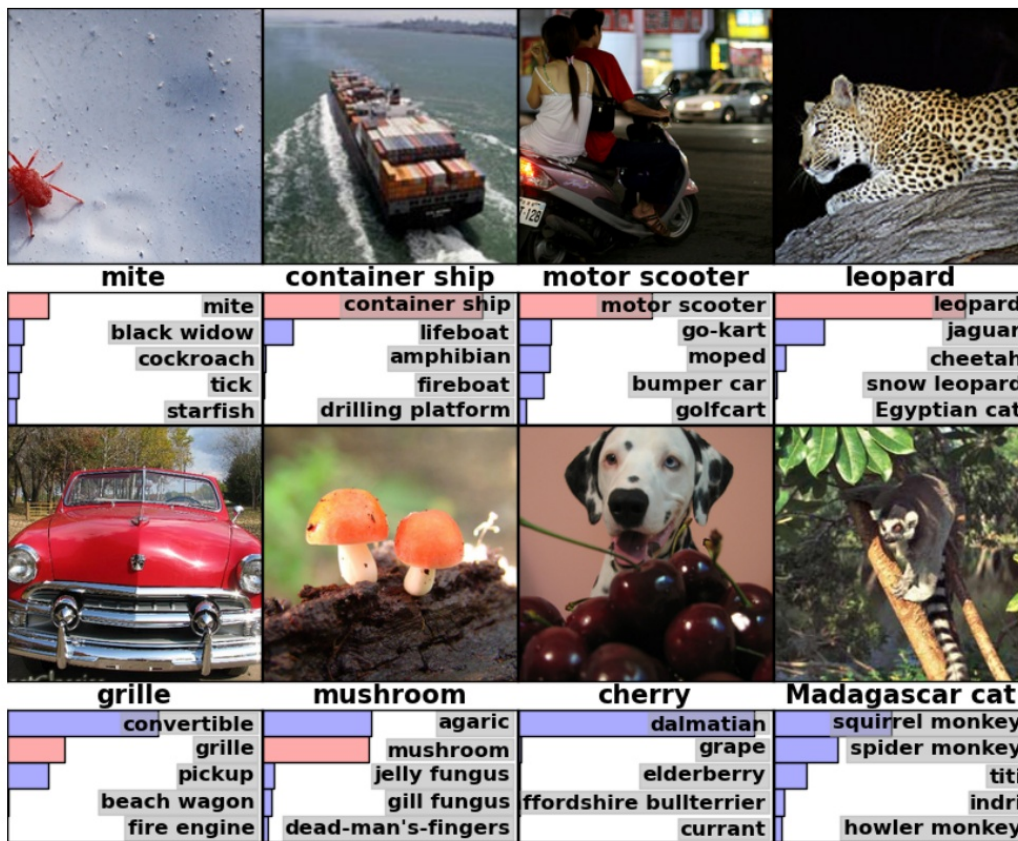 mite
container ship
motor scooter
leopard
mite
black widow
cockroach
tick
starfish
container ship
lifeboat
amphibian
fireboat
drilling platform
motor scooter
go-kart
moped
bumper car
golfcart
leopard
jaguar
cheetah
snow leopard
Egyptian cat
grille
mushroom
cherry
Madagascar cat
convertible
grille
pickup
beach wagon
fire engine
agaric
mushroom
jelly fungus
gill fungus
dead-man's-fingers
dalmatian
grape
elderberry
ffordshire bullterrier
currant
squirrel monkey
spider monkey
titi
indri
howler monkey